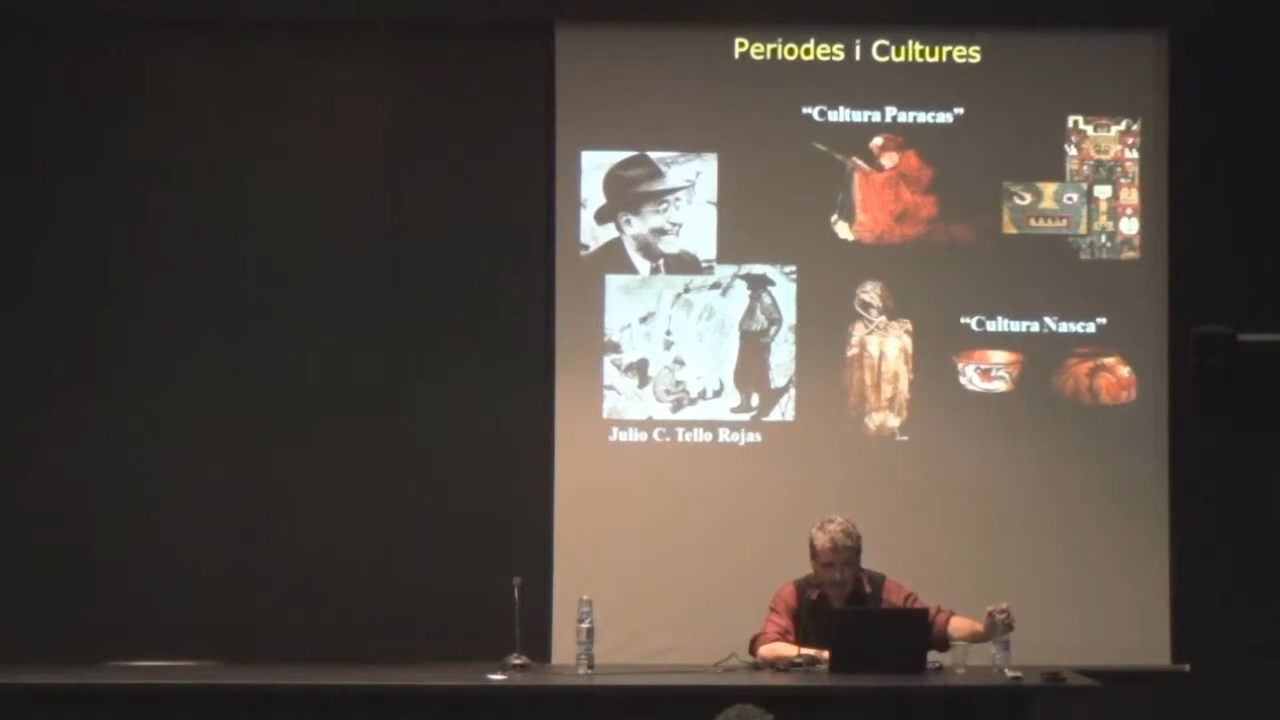 Periodes i Cultures
“Cultura Paracas”
“Cultura Nasca”
Julio C. Tello Rojas